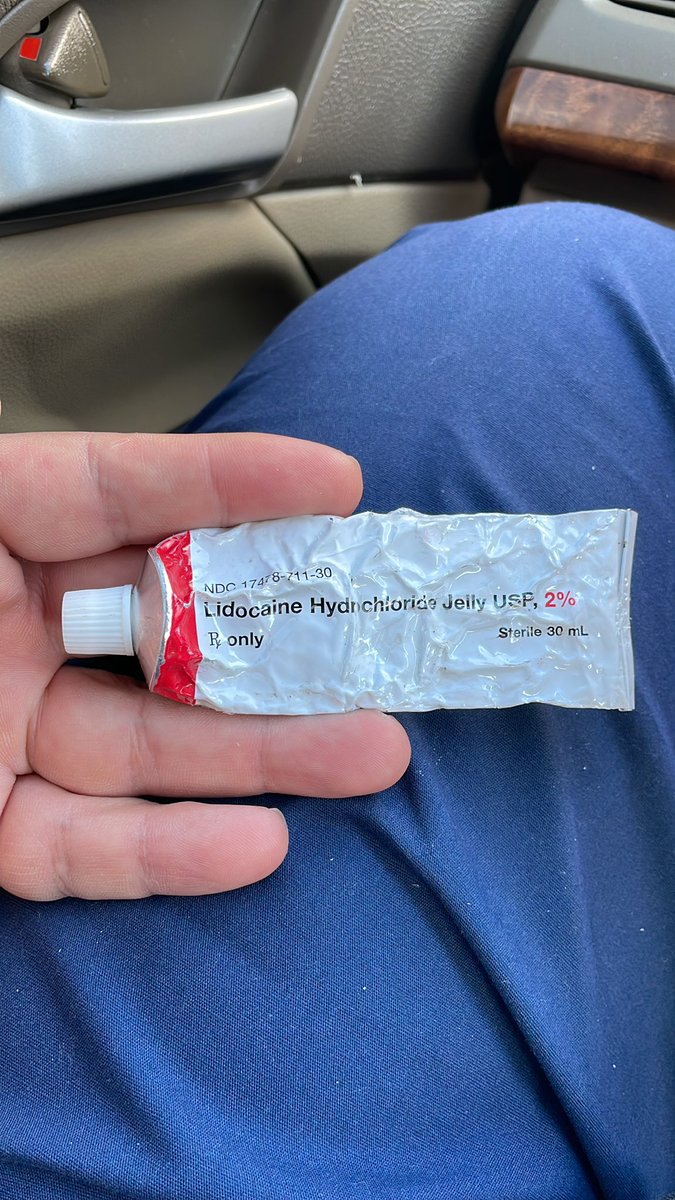 NDC 17478-711-30
Lidocaine Hydrochloride Jelly USP, 2%
℞ only
Sterile 30 mL